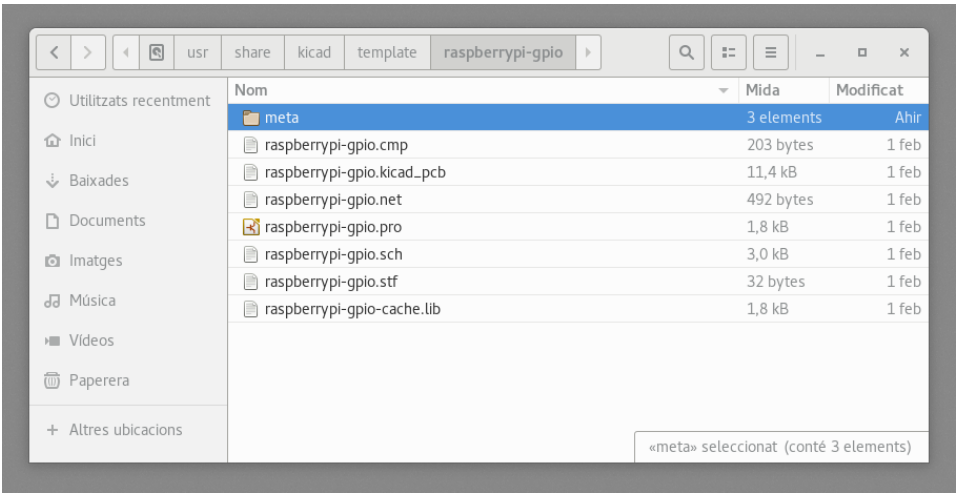 usr share kicad template raspberrypi-gpio
Utilitzats recentment
Inici
Baixades
Documents
Imatges
Música
Vídeos
Paperera
Altres ubicacions
Nom Mida Modificat
meta 3 elements Ahir
raspberrypi-gpio.cmp 203 bytes 1 feb
raspberrypi-gpio.kicad_pcb 11,4 kB 1 feb
raspberrypi-gpio.net 492 bytes 1 feb
raspberrypi-gpio.pro 1,8 kB 1 feb
raspberrypi-gpio.sch 3,0 kB 1 feb
raspberrypi-gpio.stf 32 bytes 1 feb
raspberrypi-gpio-cache.lib 1,8 kB 1 feb
«meta» seleccionat (conté 3 elements)